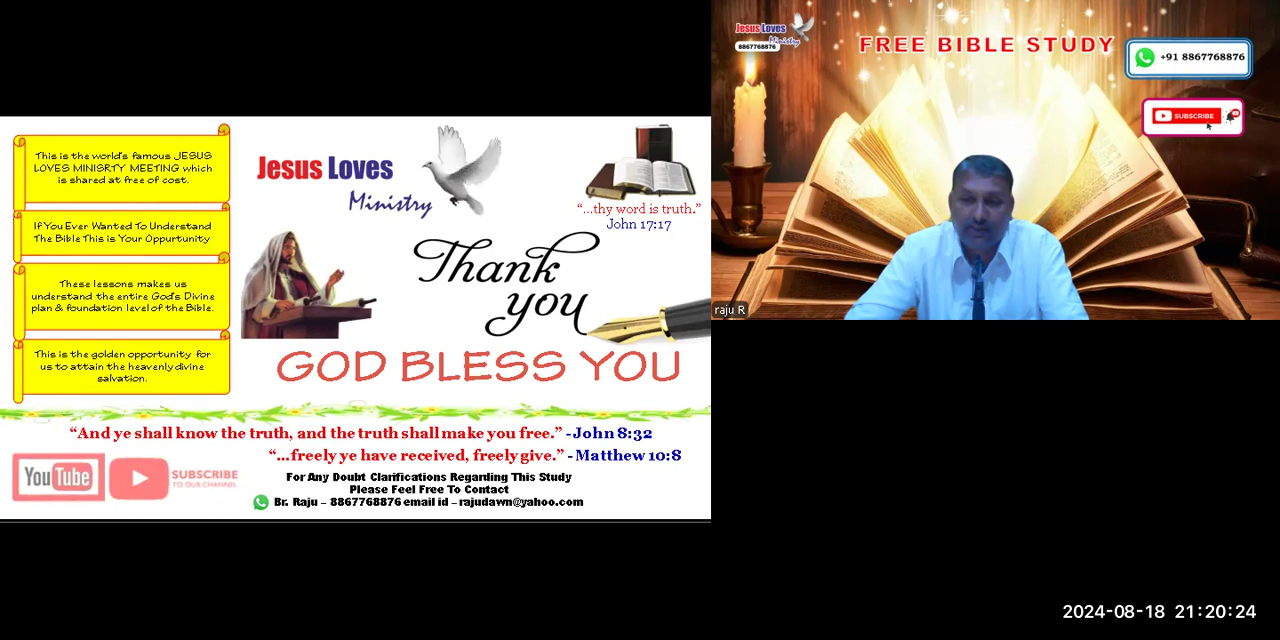 This is the world's famous JESUS
LOVES MINISRTY MEETING which
is shared at free of cost.
If You Ever Wanted To Understand
The Bible This is Your Oppurtunity
These lessons makes us
understand the entire God's Divine
plan & foundation level of the Bible.
This is the golden opportunity for
us to attain the heavenly divine
salvation.
Jesus Loves
Ministry
“...thy word is truth.”
John 17:17
Thank
you
GOD BLESS YOU
“And ye shall know the truth, and the truth shall make you free.” -John 8:32
“...freely ye have received, freely give.” - Matthew 10:8
YouTube
SUBSCRIBE
TO OUR CHANNEL
For Any Doubt Clarifications Regarding This Study
Please Feel Free To Contact
Br. Raju – 8867768876 email id – rajudawn@yahoo.com
Jesus Loves
Ministry
8867768876
FREE BIBLE STUDY
+91 8867768876
SUBSCRIBE
raju R
2024-08-18 21:20:24